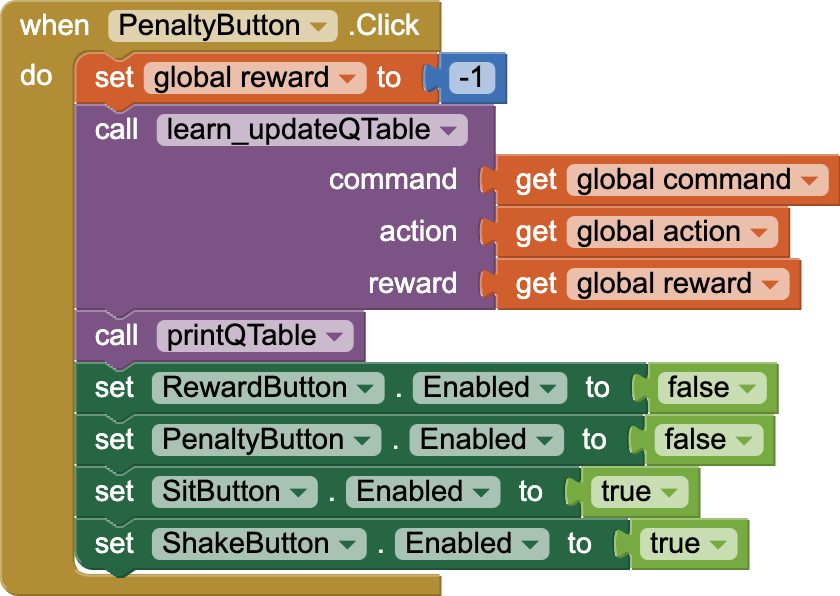 when PenaltyButton .Click
do set global reward to -1
call learn_updateQTable
command get global command
action get global action
reward get global reward
call printQTable
set RewardButton . Enabled to false
set PenaltyButton . Enabled to false
set SitButton . Enabled to true
set ShakeButton . Enabled to true